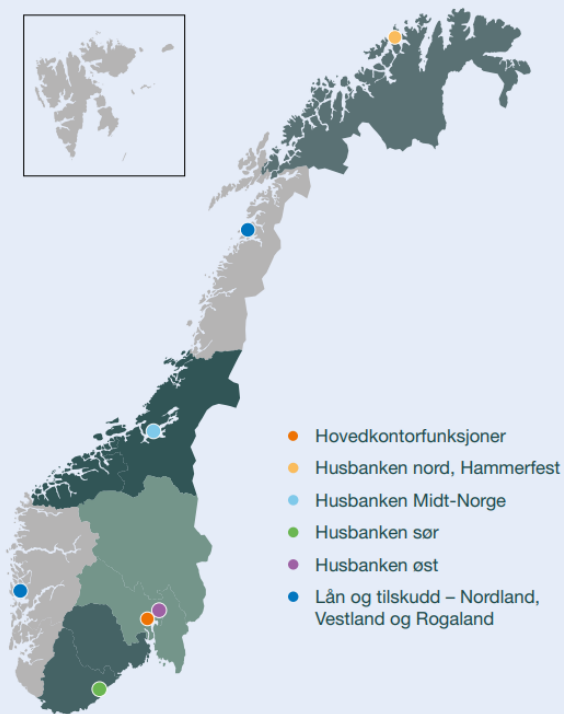 Hovedkontorfunksjoner
Husbanken nord, Hammerfest
Husbanken Midt-Norge
Husbanken sør
Husbanken øst
Lån og tilskudd – Nordland,
Vestland og Rogaland